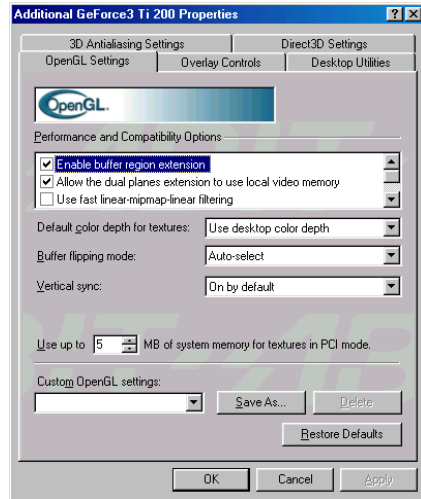 Additional GeForce3 Ti 200 Properties
3D Antialiasing Settings Direct3D Settings
OpenGL Settings Overlay Controls Desktop Utilities
OpenGL.
Performance and Compatibility Options
Enable buffer region extension
Allow the dual planes extension to use local video memory
Use fast linear-mipmap-linear filtering
Default color depth for textures: Use desktop color depth
Buffer flipping mode: Auto-select
Vertical sync: On by default
Use up to 5 MB of system memory for textures in PCI mode.
Custom OpenGL settings:
Save As... Delete
Restore Defaults
OK Cancel Apply